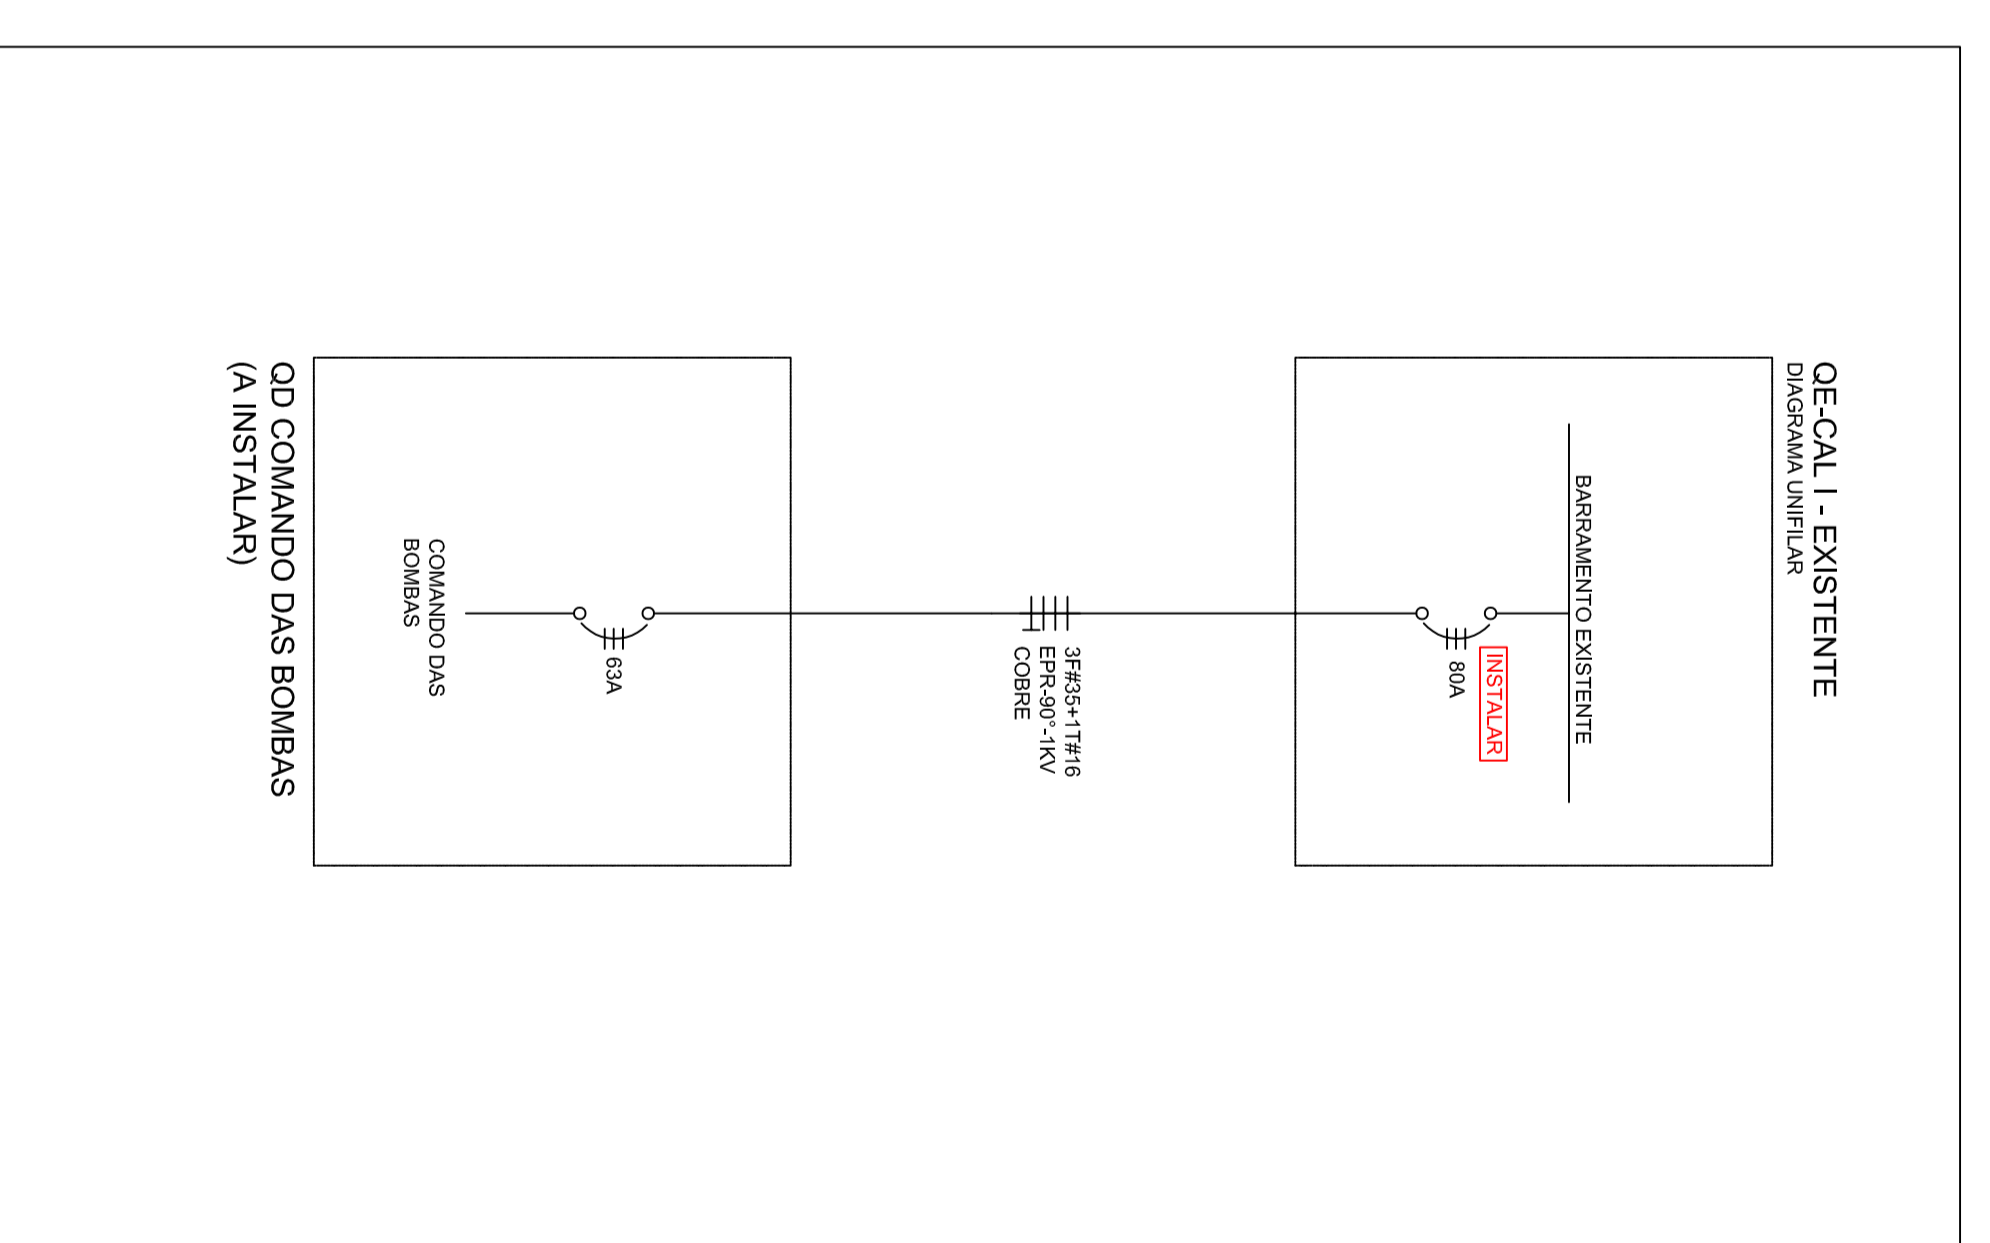 QE-CAL I - EXISTENTE
DIAGRAMA UNIFILAR
BARRAMENTO EXISTENTE
INSTALAR
80A
3F#35+1T#16
EPR-90°-1KV
COBRE
63A
COMANDO DAS
BOMBAS
QD COMANDO DAS BOMBAS
(A INSTALAR)